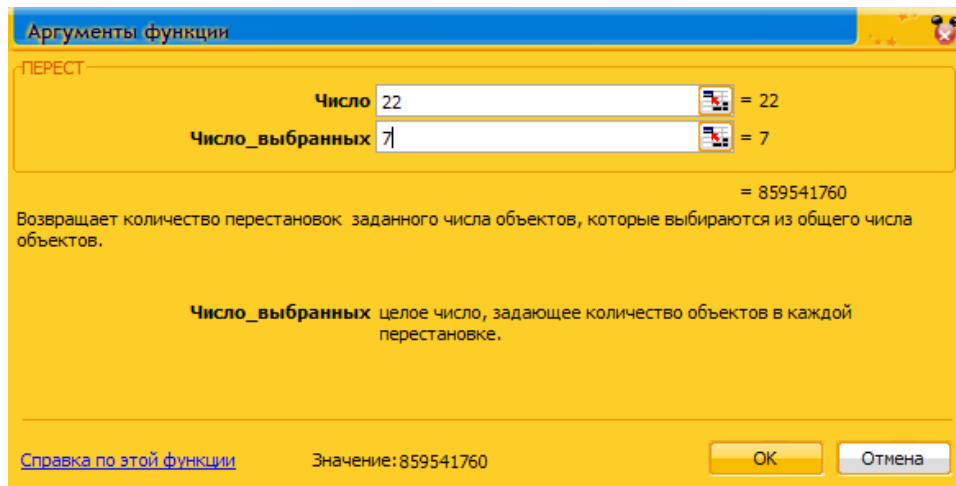 Аргументы функции
ПЕРЕСТ
Число 22 = 22
Число_выбранных 7 = 7
= 859541760
Возвращает количество перестановок заданного числа объектов, которые выбираются из общего числа
объектов.
Число_выбранных целое число, задающее количество объектов в каждой
перестановке.
Справка по этой функции Значение:859541760 ОК Отмена